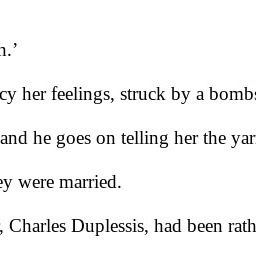 n.’
cy her feelings, struck by a bombs
and he goes on telling her the yar
ey were married.
, Charles Duplessis, had been rath